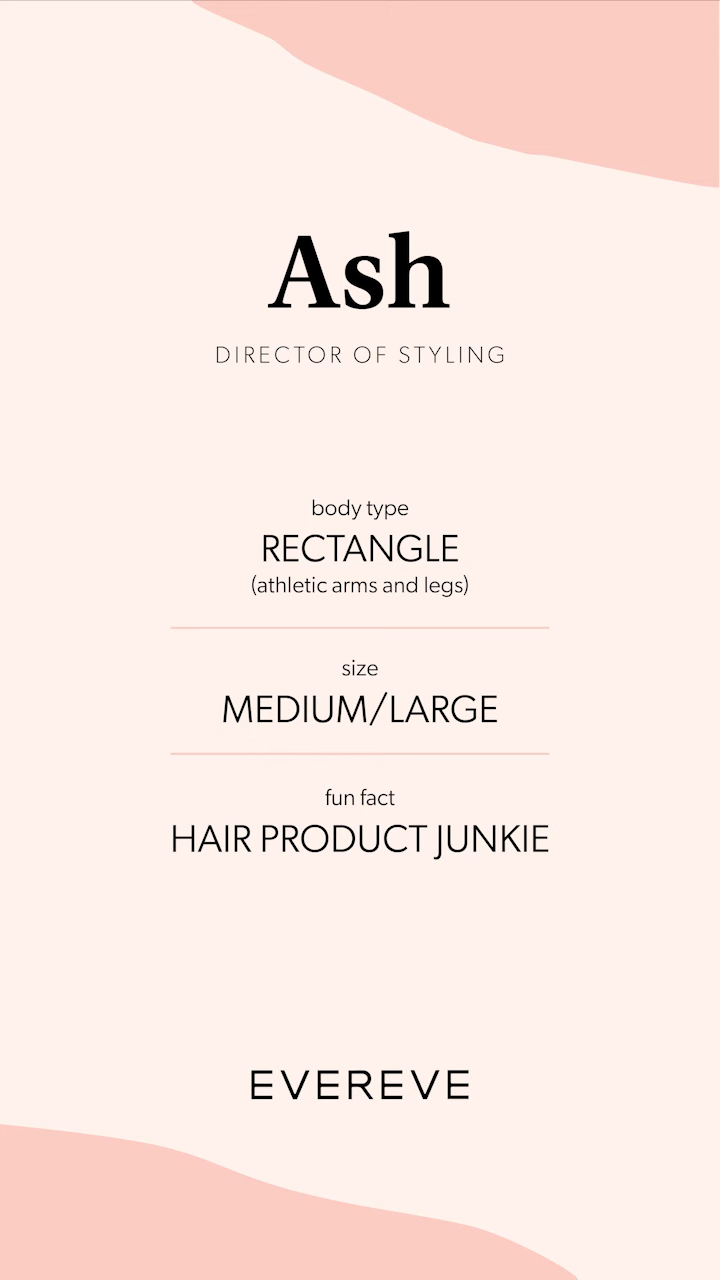 Ash
DIRECTOR OF STYLING
body type
RECTANGLE
(athletic arms and legs)
size
MEDIUM/LARGE
fun fact
HAIR PRODUCT JUNKIE
EVEREVE